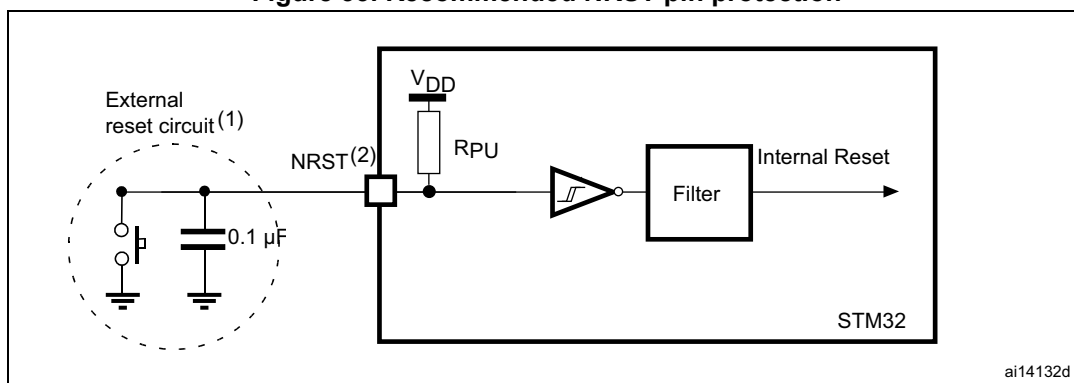 Figure Recommended NRST pin protection
VDD
External
reset circuit(1)
NRST(2)
RPU
Internal Reset
Filter
0.1 µF
STM32
ai14132d